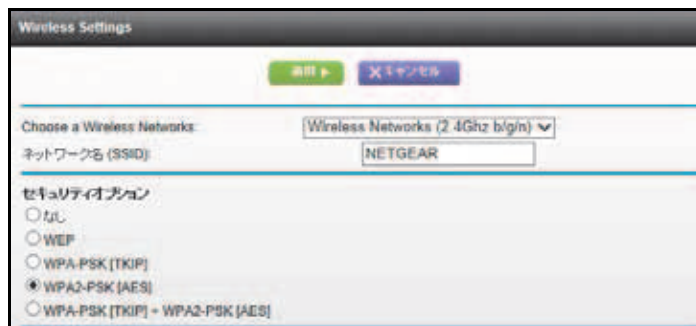 Wireless Settings
適用 ▶ X キャンセル
Choose a Wireless Networks: Wireless Networks (2.4Ghz b/g/n)
ネットワーク名 (SSID): NETGEAR
セキュリティオプション
なし
WEP
WPA-PSK [TKIP]
WPA2-PSK [AES]
WPA-PSK [TKIP] + WPA2-PSK [AES]